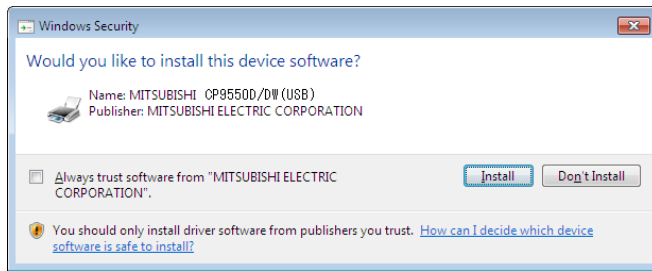 Windows Security
Would you like to install this device software?
Name: MITSUBISHI CP9550D/DW(USB)
Publisher: MITSUBISHI ELECTRIC CORPORATION
Always trust software from "MITSUBISHI ELECTRIC
CORPORATION".
Install
Don't Install
You should only install driver software from publishers you trust. How can I decide which device
software is safe to install?